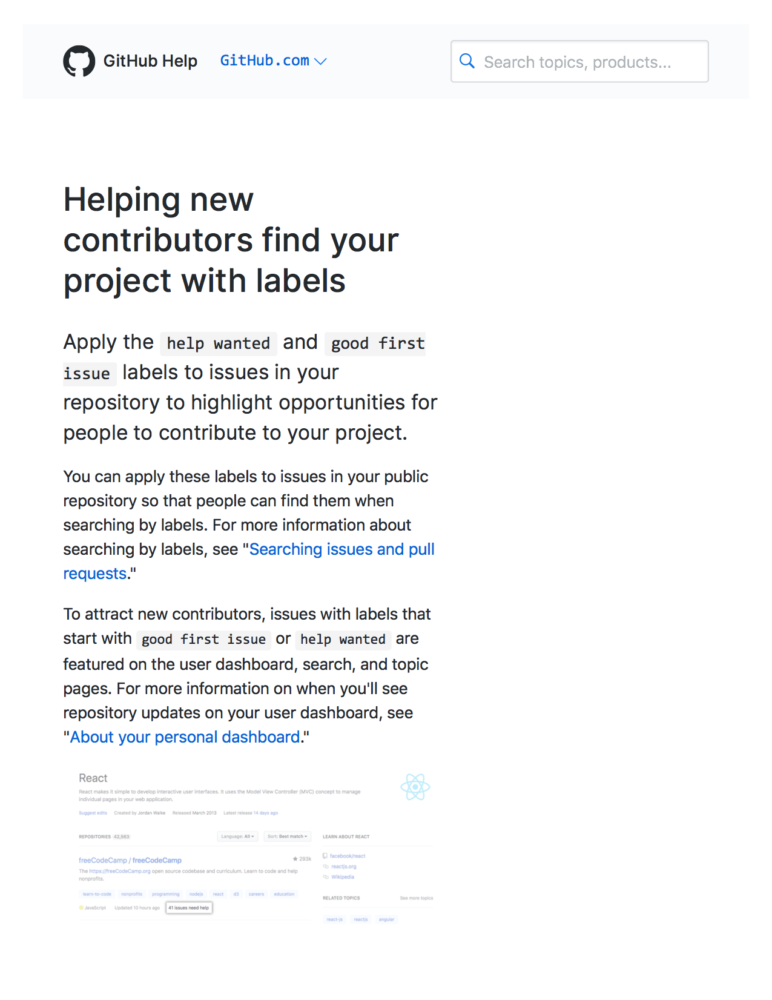 GitHub Help GitHub.com Search topics, products...
Helping new
contributors find your
project with labels
Apply the help wanted and good first
issue labels to issues in your
repository to highlight opportunities for
people to contribute to your project.
You can apply these labels to issues in your public
repository so that people can find them when
searching by labels. For more information about
searching by labels, see "Searching issues and pull
requests."
To attract new contributors, issues with labels that
start with good first issue or help wanted are
featured on the user dashboard, search, and topic
pages. For more information on when you'll see
repository updates on your user dashboard, see
"About your personal dashboard."
React
React makes it simple to develop interactive user interfaces. It uses the Model View Controller (MVC) concept to manage
individual pages in your web application.
Suggest edits Created by Jordan Walke Released March 2013 Latest release 14 days ago
REPOSITORIES 42,563 Language: All Sort: Best match
freeCodeCamp / freeCodeCamp 293k
The https://freeCodeCamp.org open source codebase and curriculum. Learn to code and help
nonprofits.
learn-to-code nonprofits programming nodejs react d3 careers education
JavaScript Updated 10 hours ago 41 issues need help
LEARN ABOUT REACT
facebook/react
reactjs.org
Wikipedia
RELATED TOPICS See more topics
react-js reactjs angular